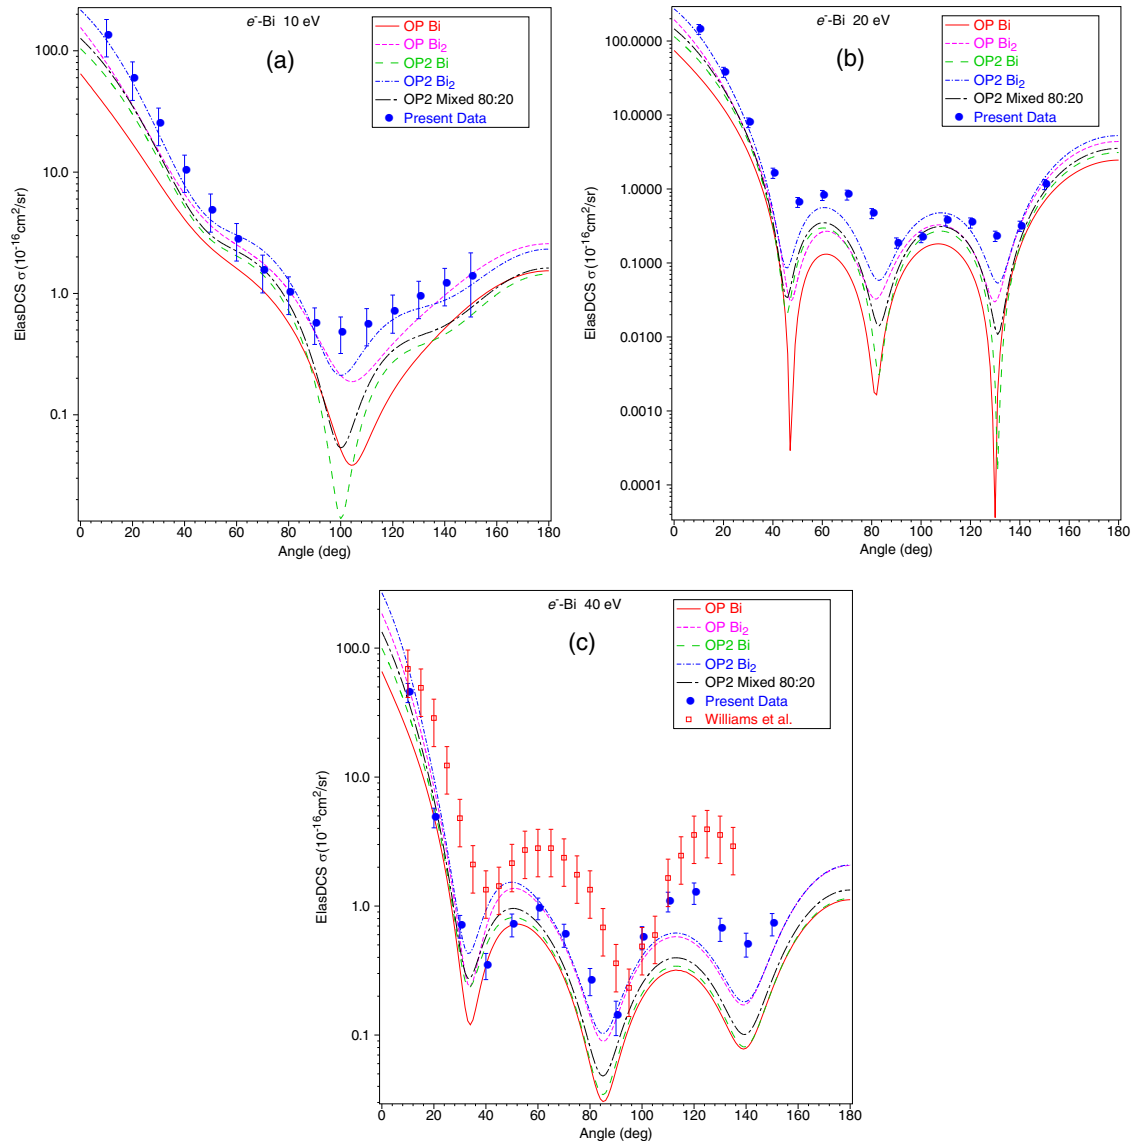 e⁻-Bi 10 eV
(a)
OP Bi
OP Bi₂
OP2 Bi
OP2 Bi₂
OP2 Mixed 80:20
Present Data
ElasDCS σ(10⁻¹⁶cm²/sr)
100.0
10.0
1.0
0.1
0 20 40 60 80 100 120 140 160 180
Angle (deg)
e⁻-Bi 20 eV
(b)
OP Bi
OP Bi₂
OP2 Bi
OP2 Bi₂
OP2 Mixed 80:20
Present Data
ElasDCS σ (10⁻¹⁶cm²/sr)
100.0000
10.0000
1.0000
0.1000
0.0100
0.0010
0.0001
0 20 40 60 80 100 120 140 160 180
Angle (deg)
e⁻-Bi 40 eV
(c)
OP Bi
OP Bi₂
OP2 Bi
OP2 Bi₂
OP2 Mixed 80:20
Present Data
Williams et al.
ElasDCS σ(10⁻¹⁶cm²/sr)
100.0
10.0
1.0
0.1
0 20 40 60 80 100 120 140 160 180
Angle (deg)